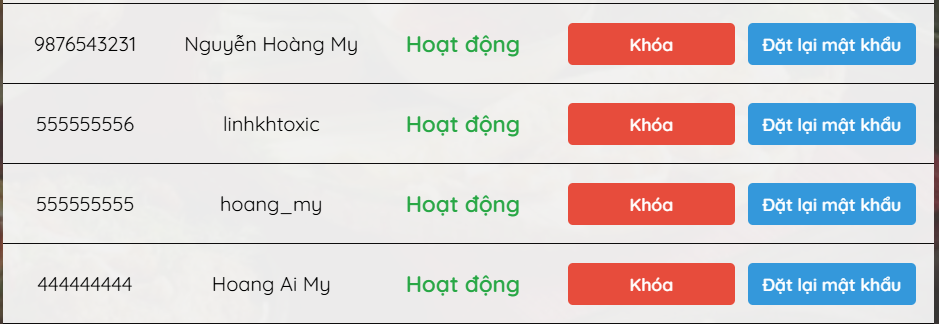 9876543231 Nguyễn Hoàng My Hoạt động Khóa Đặt lại mật khẩu
555555556 linhkhtoxic Hoạt động Khóa Đặt lại mật khẩu
555555555 hoang_my Hoạt động Khóa Đặt lại mật khẩu
444444444 Hoang Ai My Hoạt động Khóa Đặt lại mật khẩu